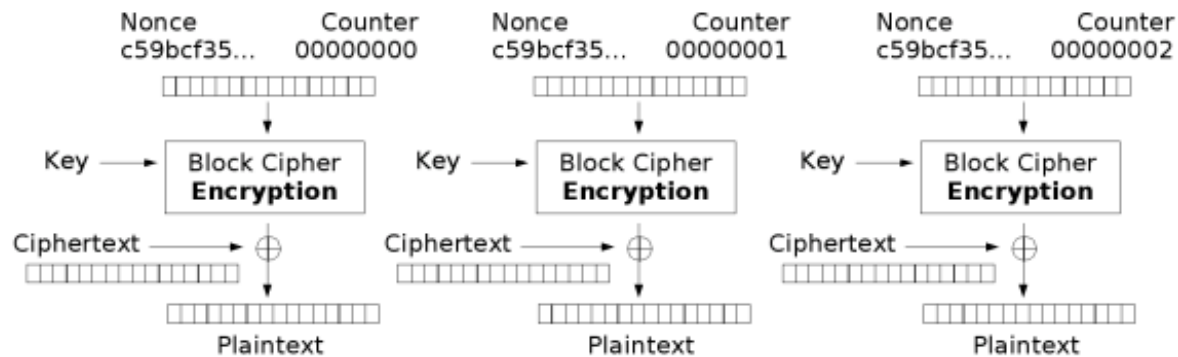 Nonce Counter
c59bcf35... 00000000
Key
Block Cipher
Encryption
Ciphertext
Plaintext
Nonce Counter
c59bcf35... 00000001
Key
Block Cipher
Encryption
Ciphertext
Plaintext
Nonce Counter
c59bcf35... 00000002
Key
Block Cipher
Encryption
Ciphertext
Plaintext